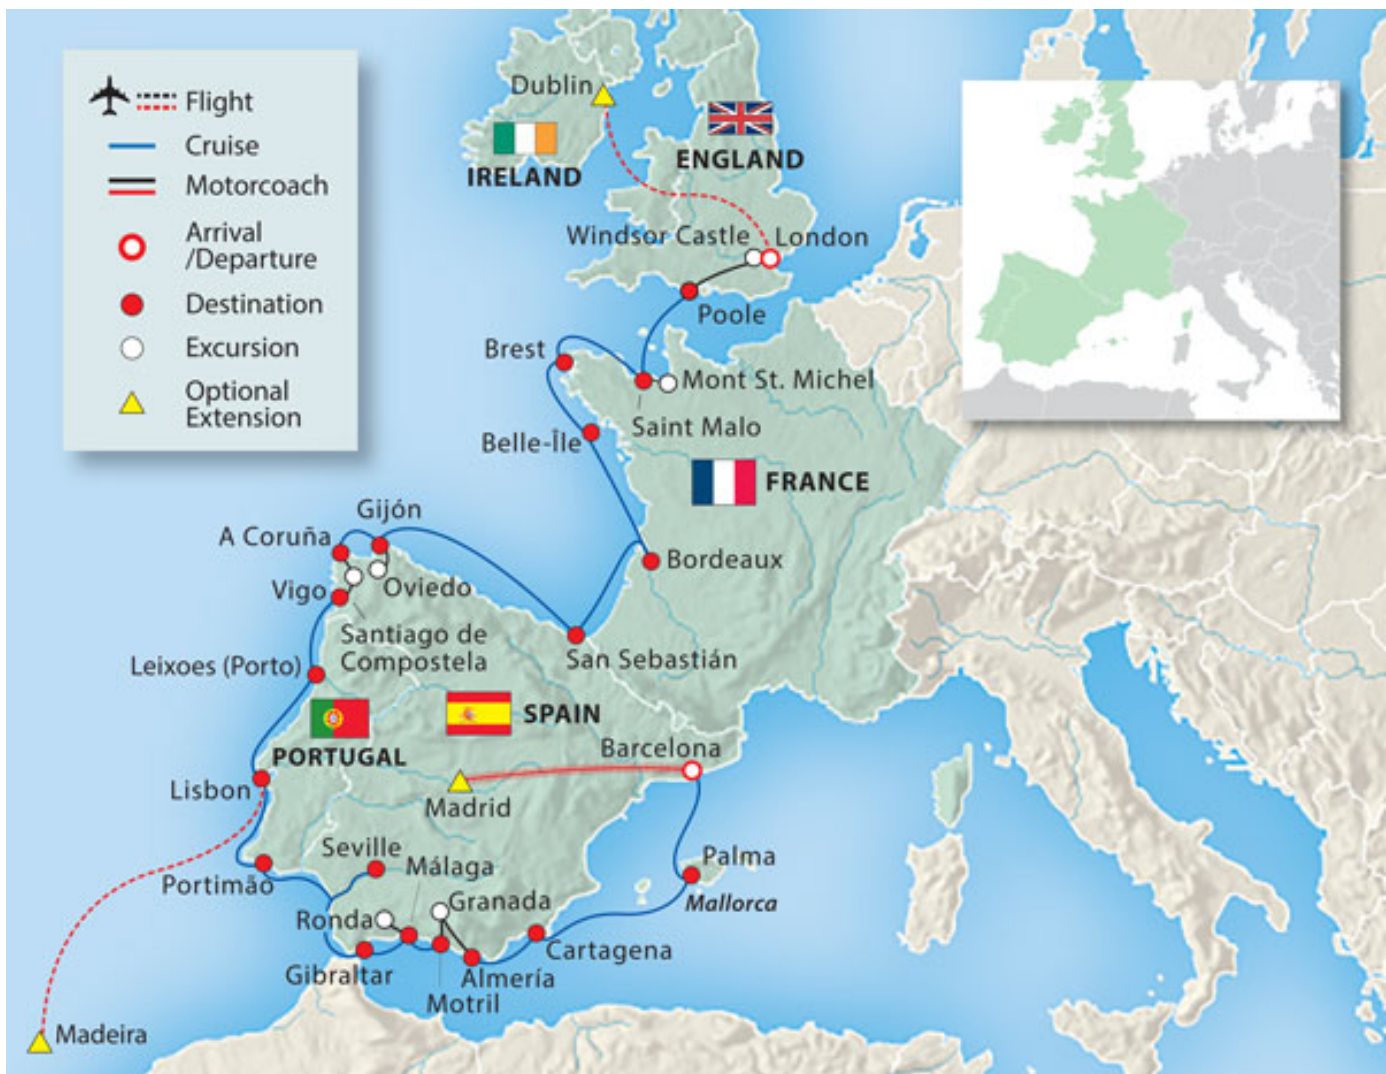 Flight
Cruise
Motorcoach
Arrival
/Departure
Destination
Excursion
Optional
Extension
Dublin
IRELAND
ENGLAND
Windsor Castle
London
Poole
Brest
Mont St. Michel
Saint Malo
Belle-Île
FRANCE
Gijón
A Coruña
Bordeaux
Vigo
Oviedo
Santiago de
Compostela
San Sebastián
Leixoes (Porto)
SPAIN
PORTUGAL
Barcelona
Lisbon
Madrid
Seville
Málaga
Palma
Mallorca
Portimão
Granada
Ronda
Cartagena
Gibraltar
Almería
Motril
Madeira